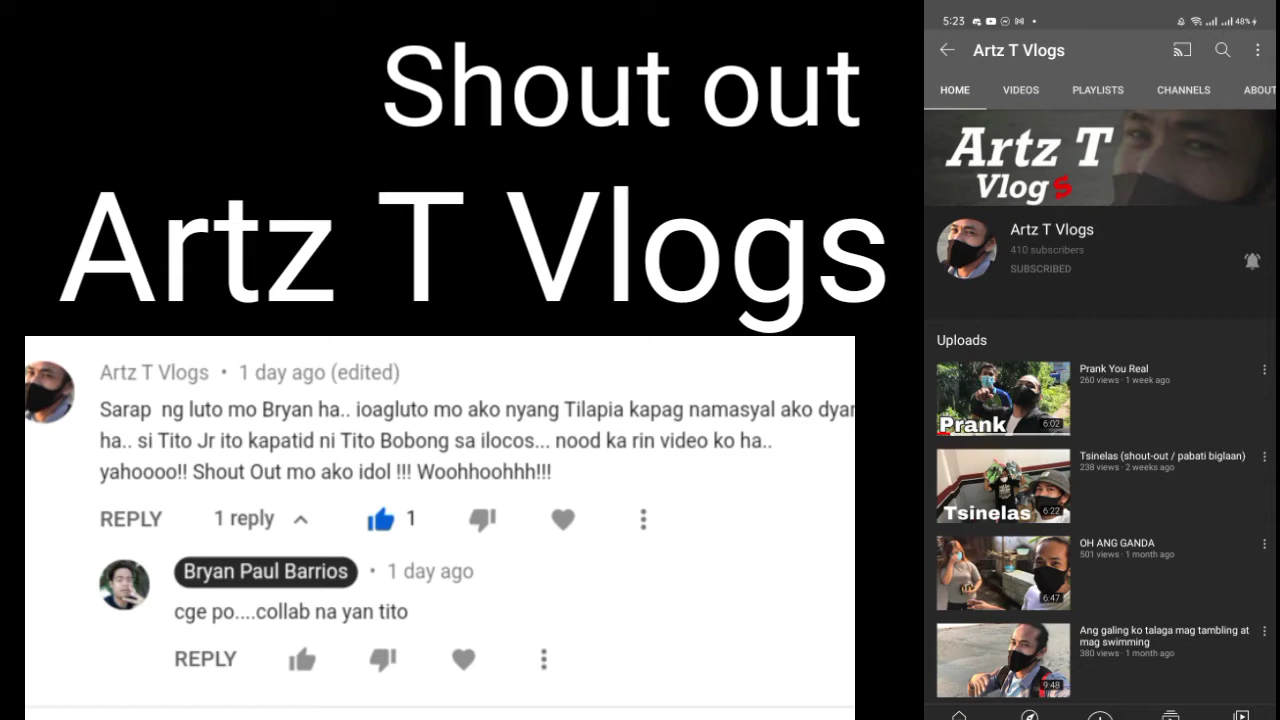 Shout out
Artz T Vlogs
Artz T Vlogs • 1 day ago (edited)
Sarap ng luto mo Bryan ha.. ioagluto mo ako nyang Tilapia kapag namasyal ako dyar
ha.. si Tito Jr ito kapatid ni Tito Bobong sa ilocos... nood ka rin video ko ha..
yahoooo!! Shout Out mo ako idol !!! Woohhoohhh!!!
REPLY 1 reply 1
Bryan Paul Barrios • 1 day ago
cge po....collab na yan tito
REPLY
5:23 48%
Artz T Vlogs
HOME VIDEOS PLAYLISTS CHANNELS ABOUT
Artz T
Vlogs
Artz T Vlogs
410 subscribers
SUBSCRIBED
Uploads
Prank You Real
260 views · 1 week ago
Prank 6:02
Tsinelas (shout-out / pabati biglaan)
238 views · 2 weeks ago
Tsinelas 6:22
OH ANG GANDA
501 views · 1 month ago
6:47
Ang galing ko talaga mag tambling at
mag swimming
380 views · 1 month ago
9:48